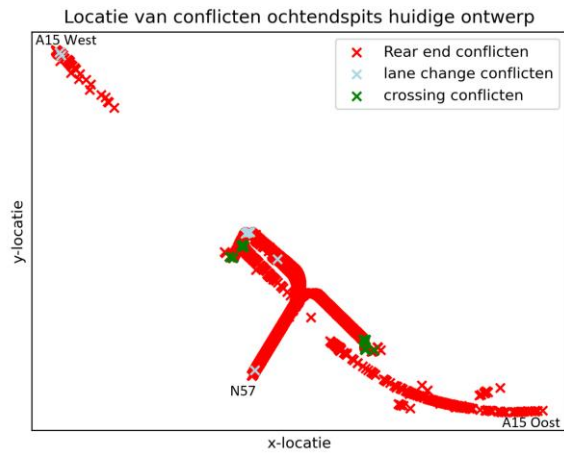 Locatie van conflicten ochtendspits huidige ontwerp
A15 West
Rear end conflicten
lane change conflicten
crossing conflicten
y-locatie
N57
A15 Oost
x-locatie